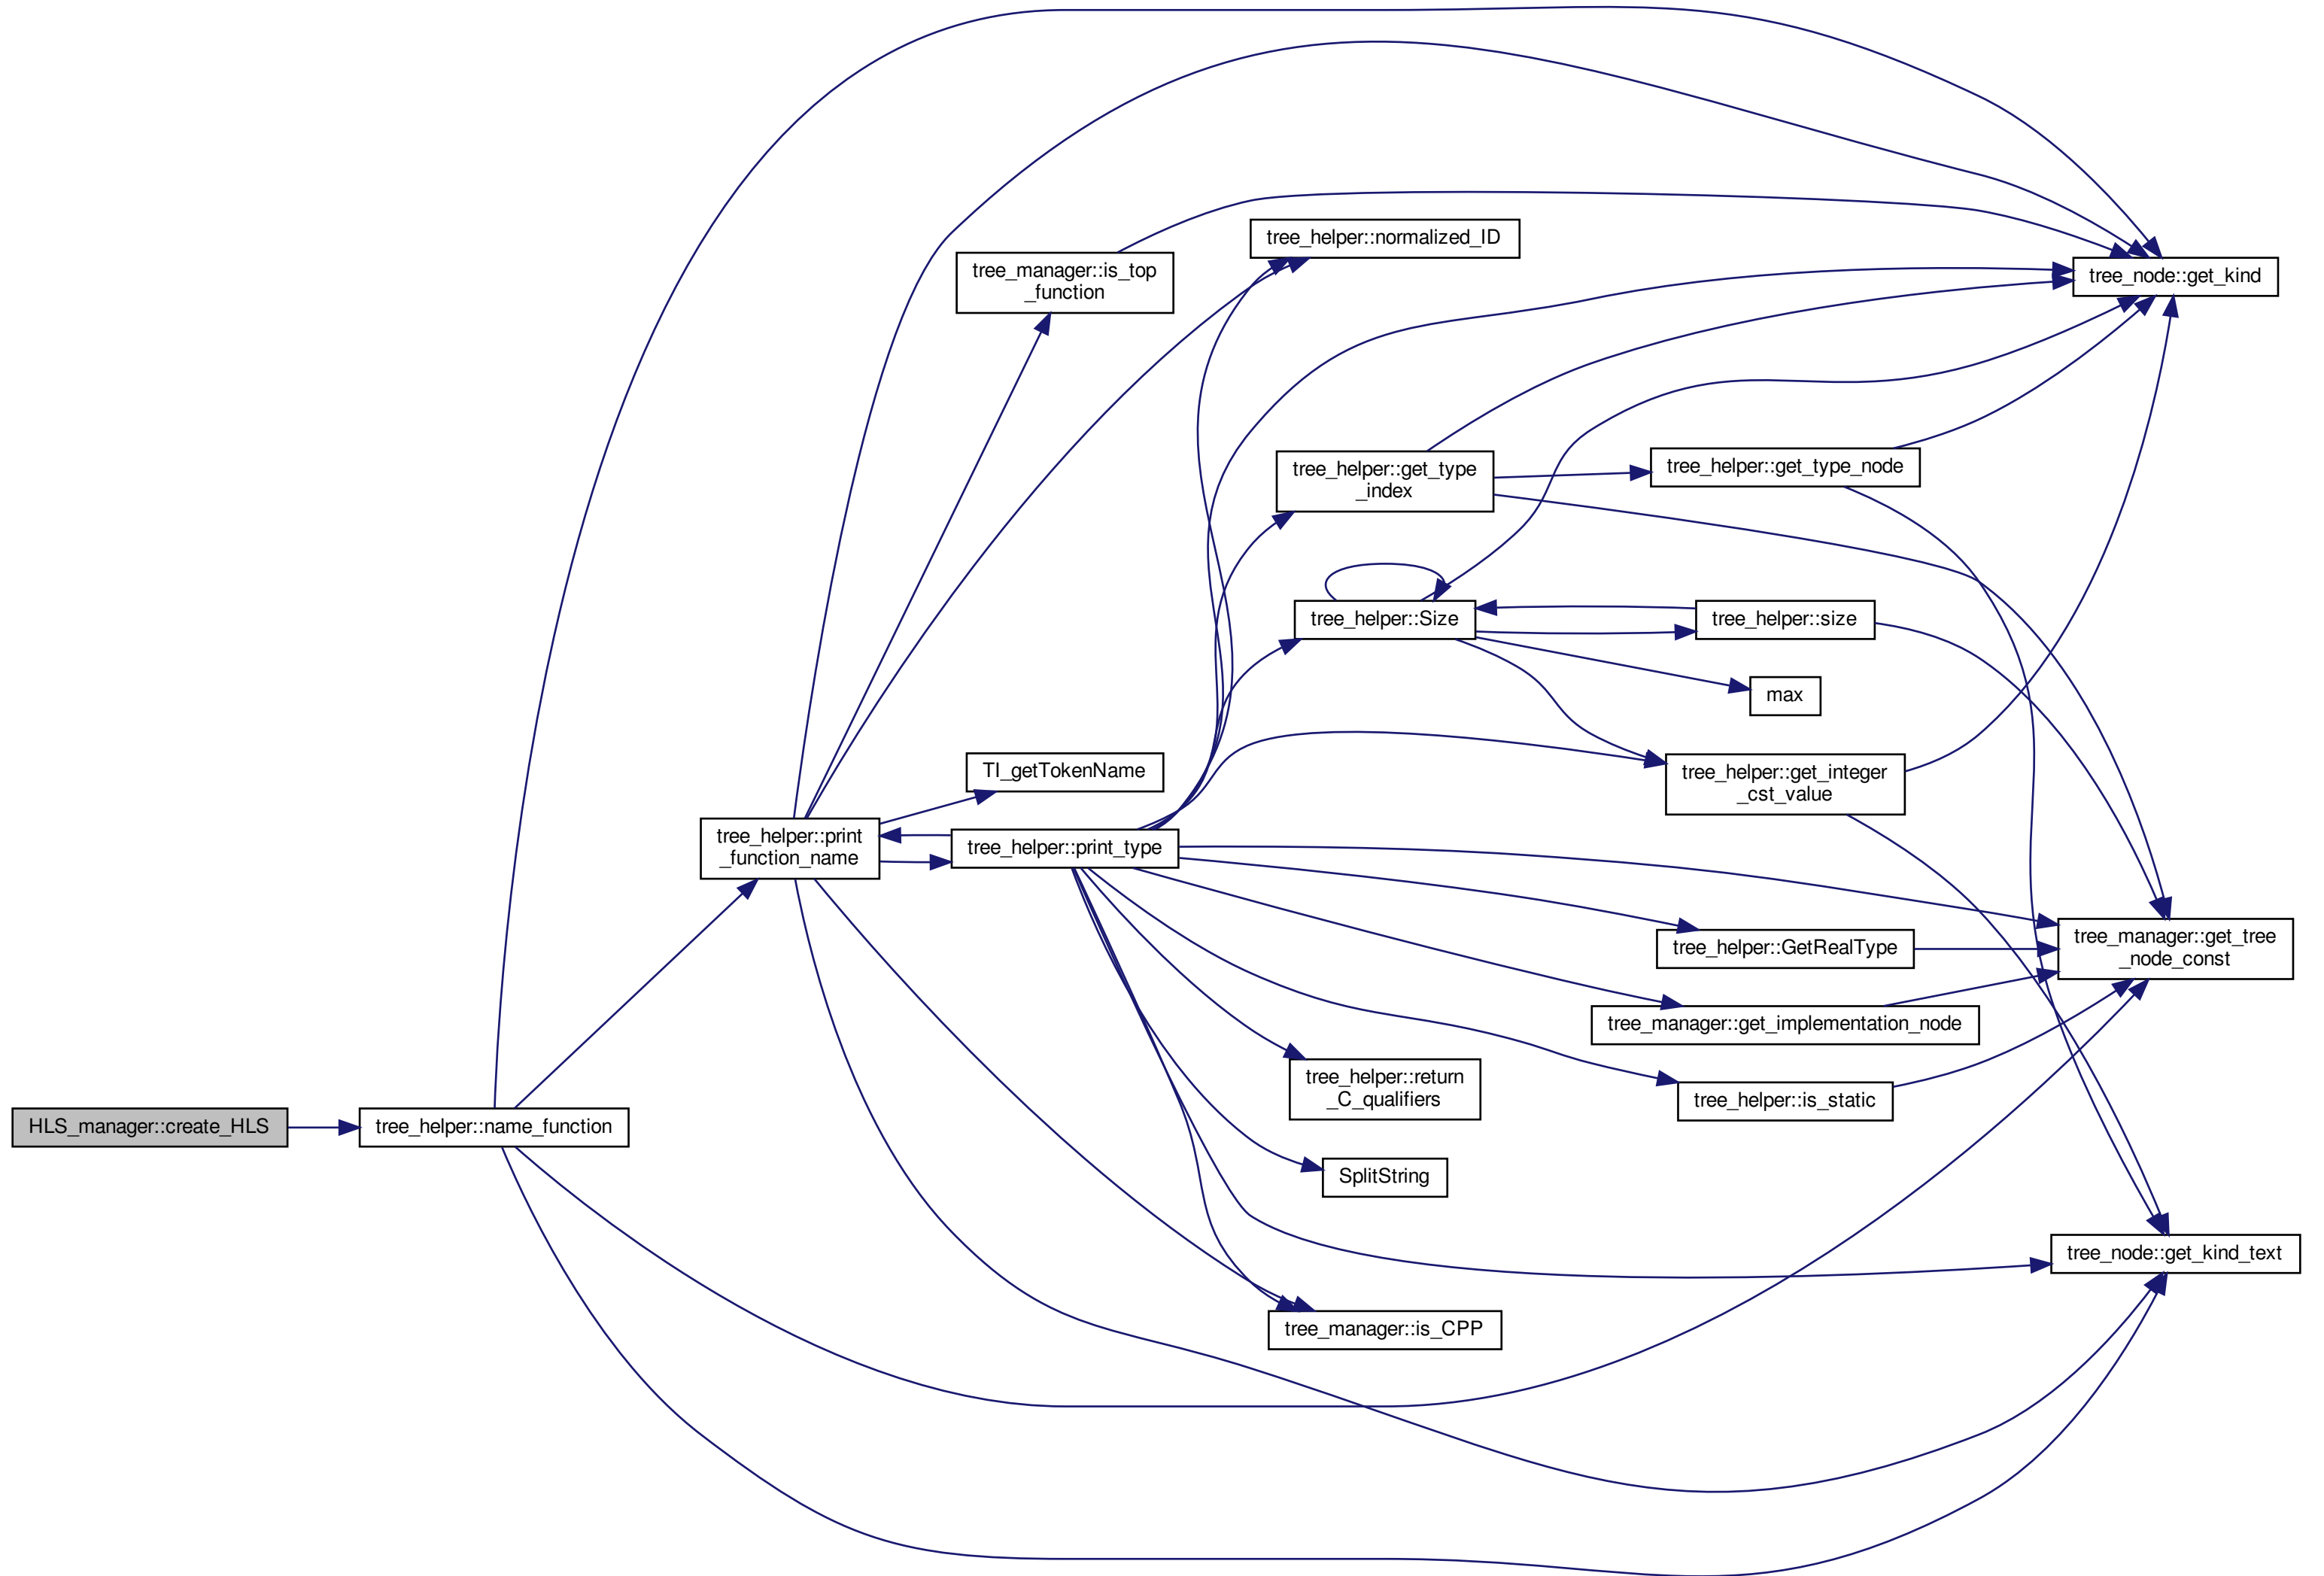 HLS_manager::create_HLS
tree_helper::name_function
tree_helper::print
_function_name
tree_manager::is_top
_function
TI_getTokenName
tree_helper::print_type
tree_helper::normalized_ID
tree_helper::get_type
_index
tree_helper::Size
tree_helper::return
_C_qualifiers
SplitString
tree_manager::is_CPP
tree_helper::get_type_node
tree_helper::size
max
tree_helper::get_integer
_cst_value
tree_helper::GetRealType
tree_manager::get_implementation_node
tree_helper::is_static
tree_node::get_kind
tree_manager::get_tree
_node_const
tree_node::get_kind_text